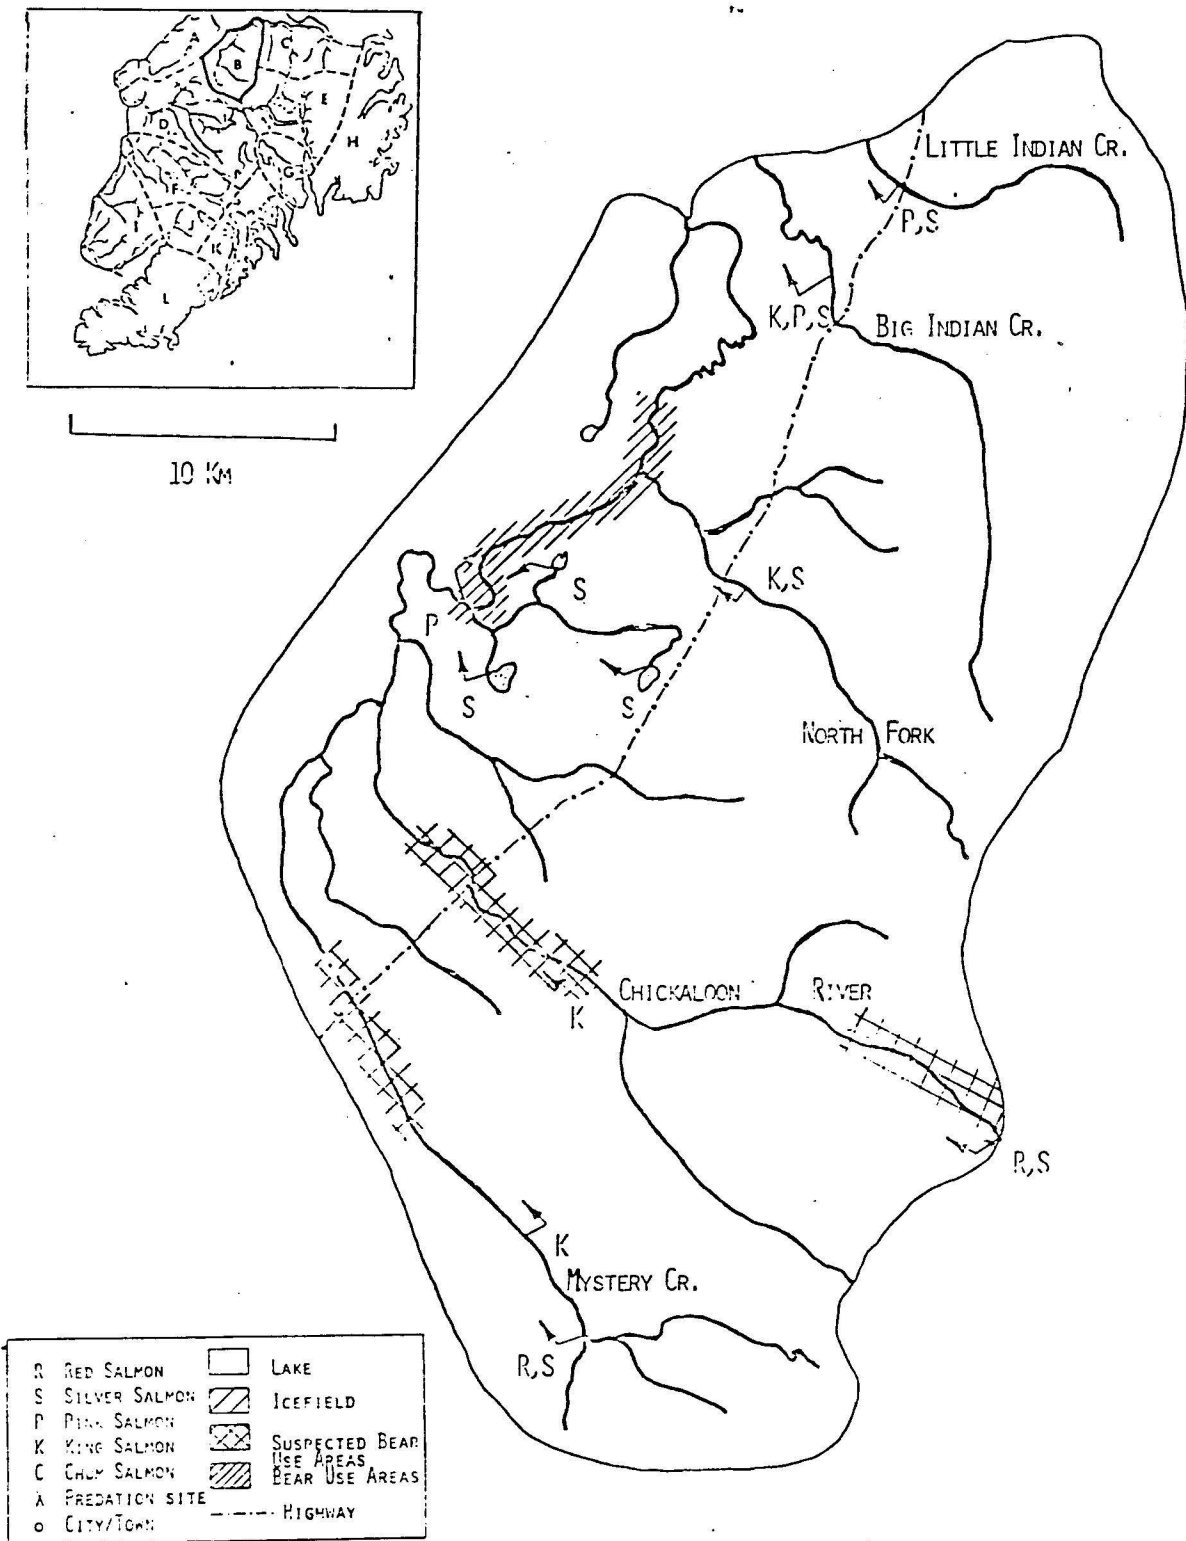 A
B
C
D
E
F
G
H
K
L
10 KM
LITTLE INDIAN CR.
P,S
K,P,S
BIG INDIAN CR.
S
K,S
P
S
S
NORTH FORK
CHICKALOON RIVER
K
R,S
K
MYSTERY CR.
R,S
R RED SALMON
S SILVER SALMON
P PINK SALMON
K KING SALMON
C CHUM SALMON
PREDATION SITE
O CITY/TOWN
LAKE
ICEFIELD
SUSPECTED BEAR
USE AREAS
BEAR USE AREAS
HIGHWAY